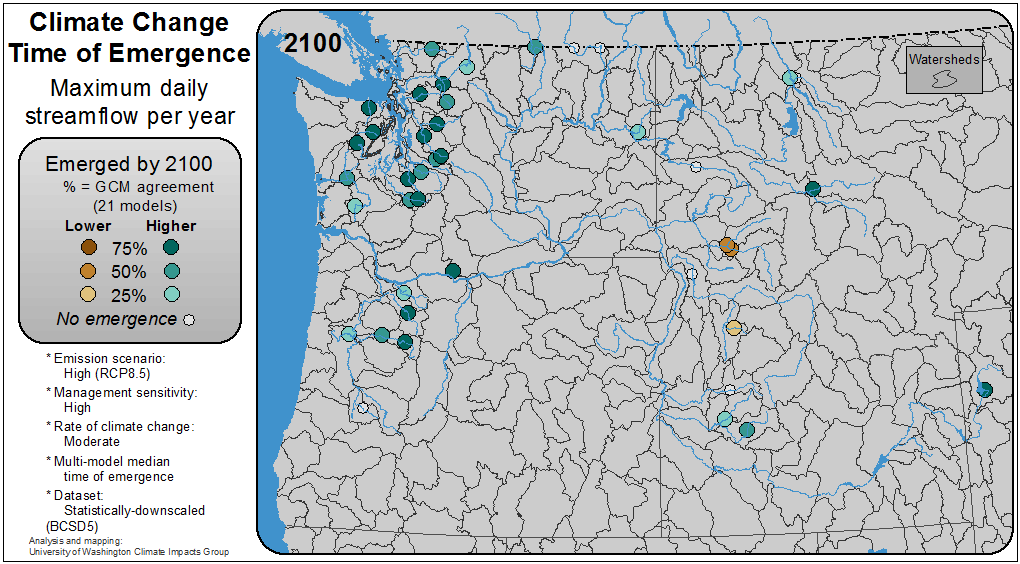 Climate Change
Time of Emergence
Maximum daily
streamflow per year
Emerged by 2100
% = GCM agreement
(21 models)
Lower Higher
75%
50%
25%
No emergence
* Emission scenario:
High (RCP8.5)
* Management sensitivity:
High
* Rate of climate change:
Moderate
* Multi-model median
time of emergence
* Dataset:
Statistically-downscaled
(BCSD5)
Analysis and mapping:
University of Washington Climate Impacts Group
2100
Watersheds